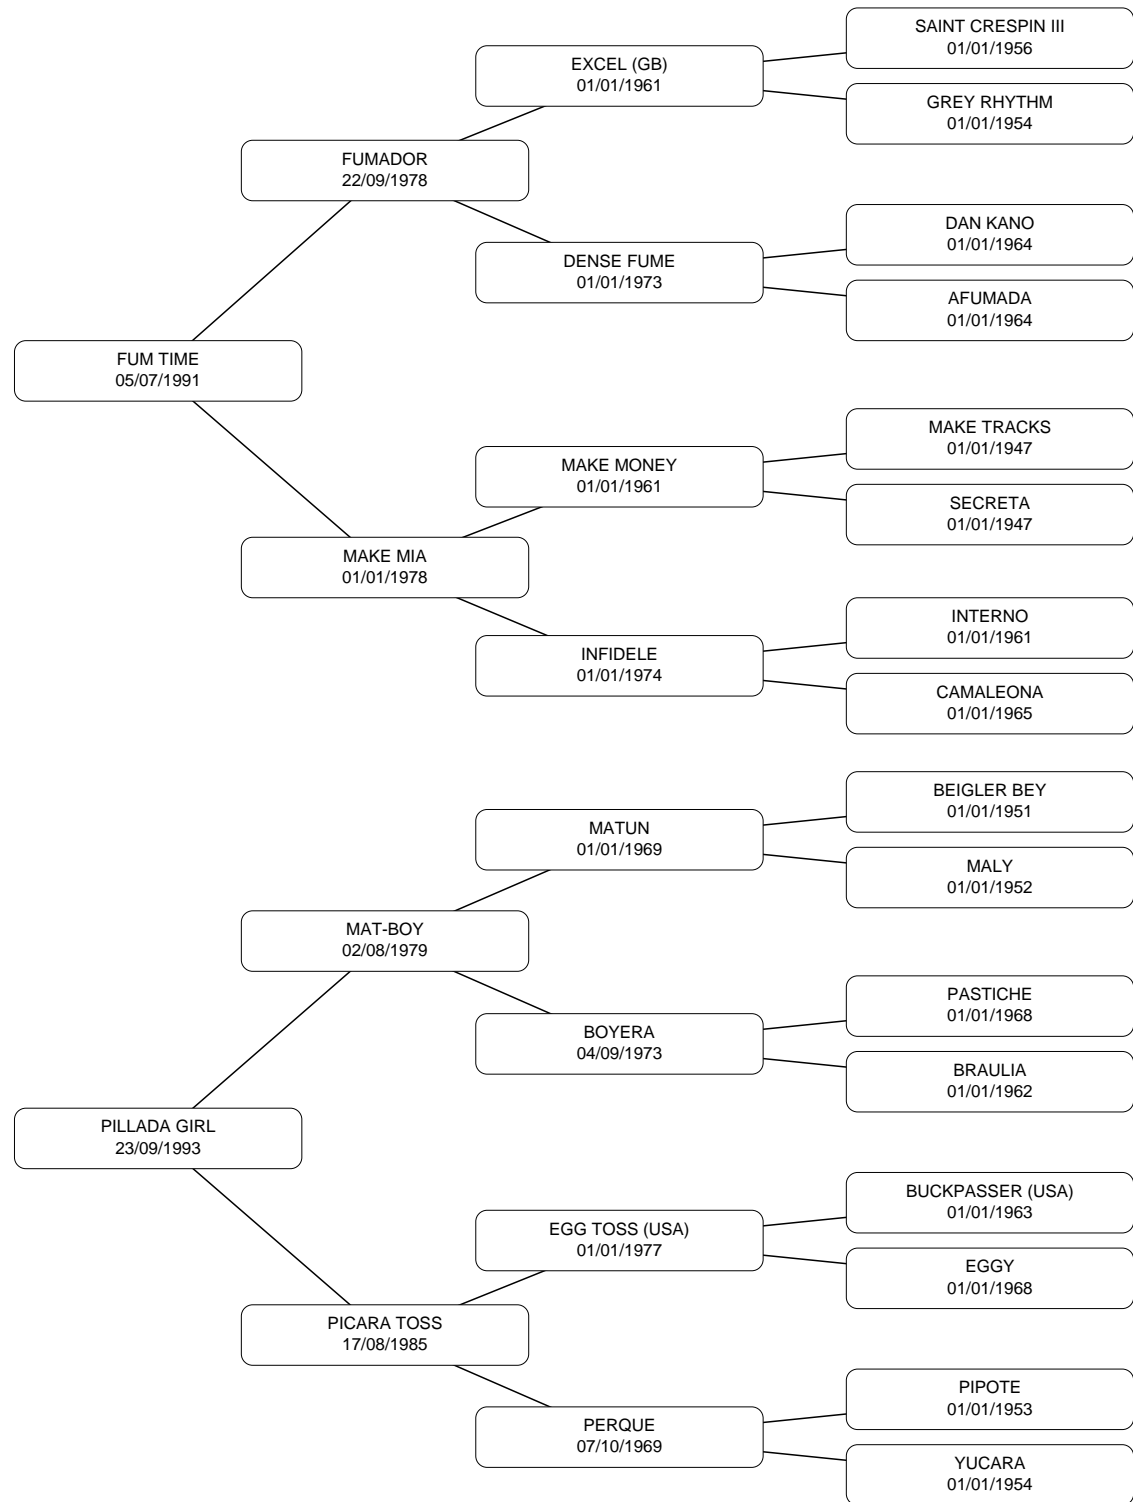 SAINT CRESPIN III
01/01/1956
EXCEL (GB)
01/01/1961
GREY RHYTHM
01/01/1954
FUMADOR
22/09/1978
DAN KANO
01/01/1964
DENSE FUME
01/01/1973
AFUMADA
01/01/1964
FUM TIME
05/07/1991
MAKE TRACKS
01/01/1947
MAKE MONEY
01/01/1961
SECRETA
01/01/1947
MAKE MIA
01/01/1978
INTERNO
01/01/1961
INFIDELE
01/01/1974
CAMALEONA
01/01/1965
BEIGLER BEY
01/01/1951
MATUN
01/01/1969
MALY
01/01/1952
MAT-BOY
02/08/1979
PASTICHE
01/01/1968
BOYERA
04/09/1973
BRAULIA
01/01/1962
PILLADA GIRL
23/09/1993
BUCKPASSER (USA)
01/01/1963
EGG TOSS (USA)
01/01/1977
EGGY
01/01/1968
PICARA TOSS
17/08/1985
PIPOTE
01/01/1953
PERQUE
07/10/1969
YUCARA
01/01/1954